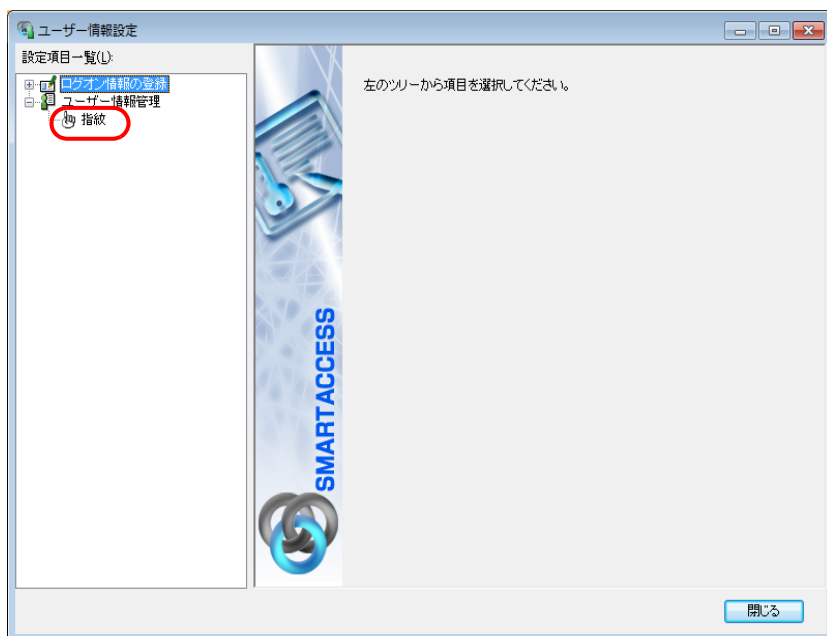 ユーザー情報設定
設定項目一覧(L):
ログオン情報の登録
ユーザー情報管理
指紋
左のツリーから項目を選択してください。
SMARTACCESS
閉じる